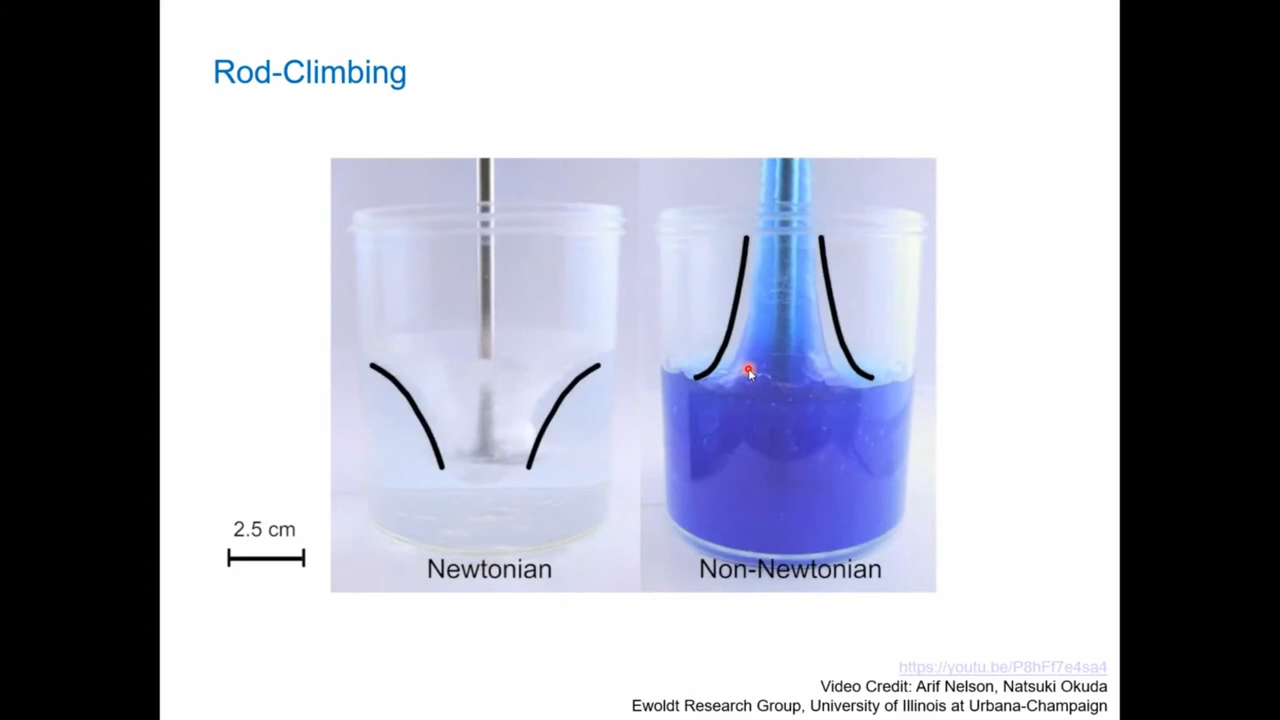 Rod-Climbing
2.5 cm
Newtonian
Non-Newtonian
https://youtu.be/P8hFf7e4sa4
Video Credit: Arif Nelson, Natsuki Okuda
Ewoldt Research Group, University of Illinois at Urbana-Champaign